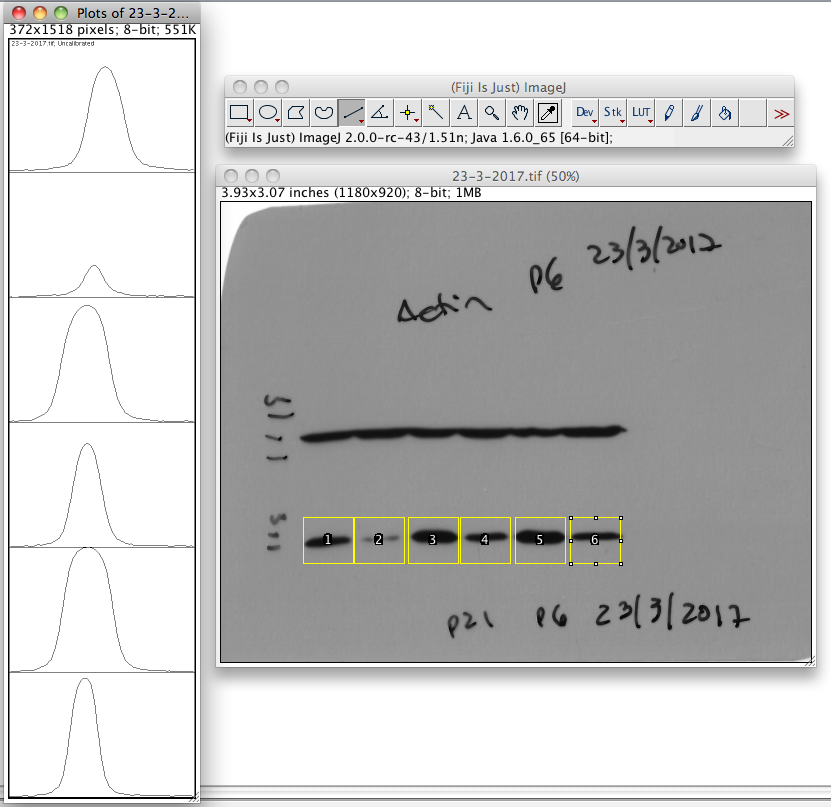 Plots of 23-3-2...
372x1518 pixels; 8-bit; 551K
23-3-2017.tif; Uncalibrated
(Fiji Is Just) ImageJ
Dev Stk LUT
(Fiji Is Just) ImageJ 2.0.0-rc-43/1.51n; Java 1.6.0_65 [64-bit];
23-3-2017.tif (50%)
3.93x3.07 inches (1180x920); 8-bit; 1MB
Actin P6 23/3/2017
1 2 3 4 5 6
p21 P6 23/3/2017